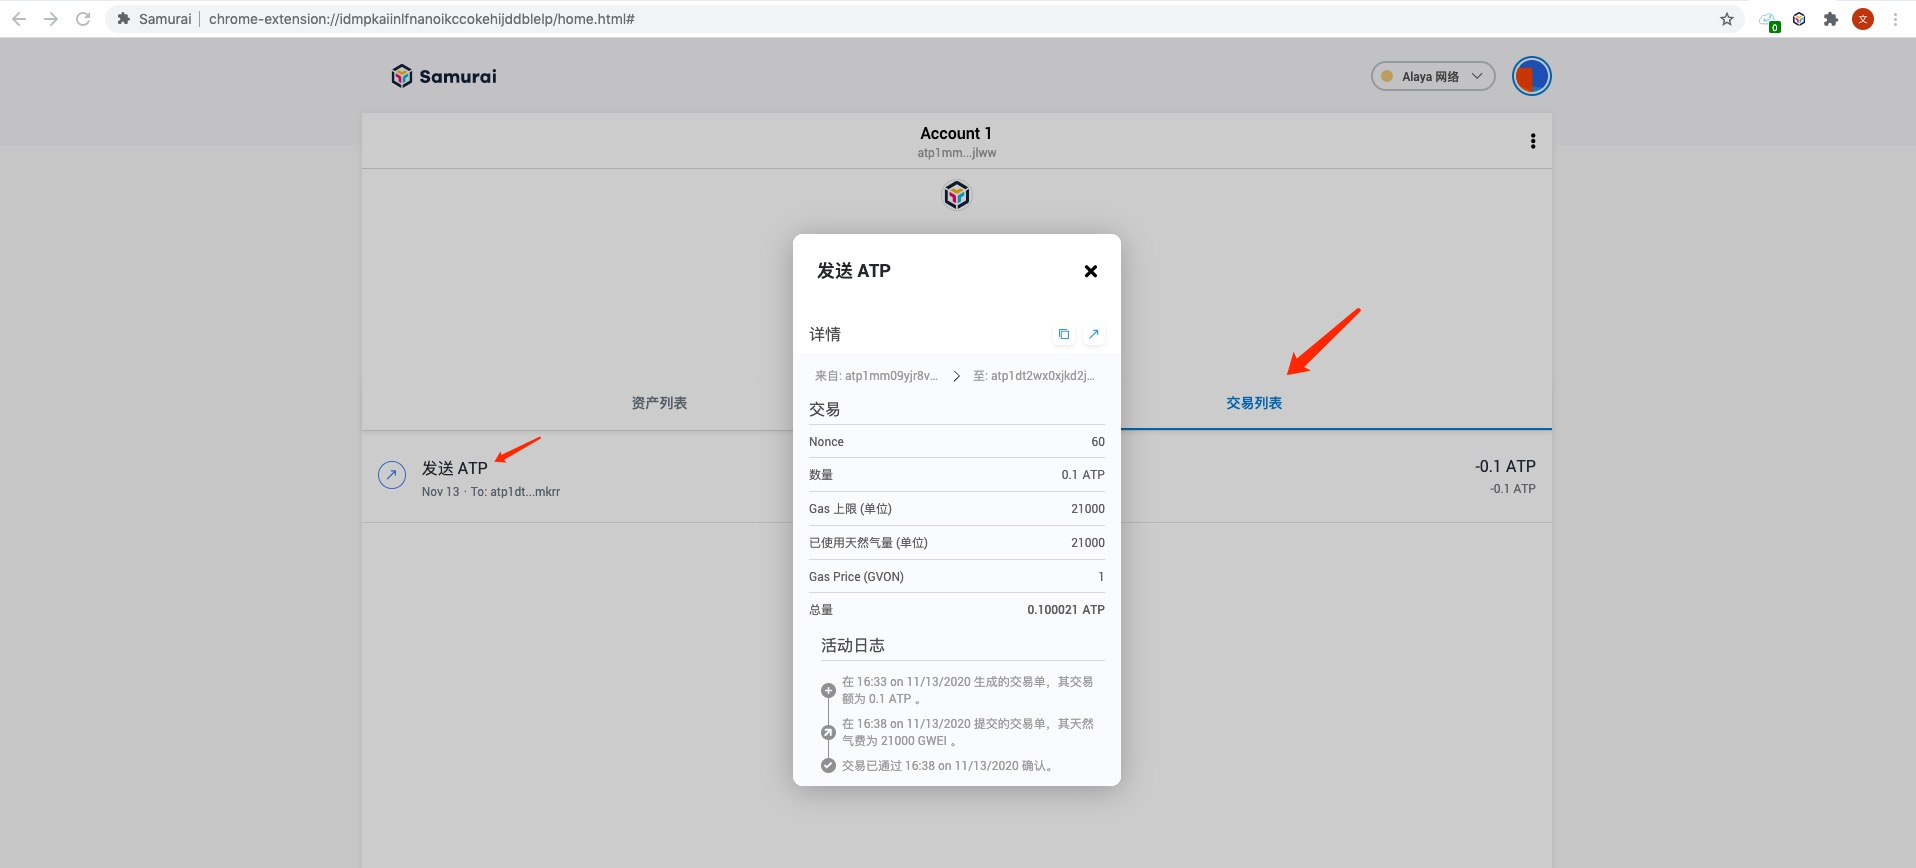 Samurai
chrome-extension://idmpkaiinlfnanoikccokehijddblelp/home.html#
0
文
Samurai
Alaya 网络
Account 1
atp1mm...jlww
发送 ATP
详情
来自: atp1mm09yjr8v...
至: atp1dt2wx0xjkd2j...
资产列表
交易列表
交易
Nonce 60
数量 0.1 ATP
Gas 上限 (单位) 21000
已使用天然气量 (单位) 21000
Gas Price (GVON) 1
总量 0.100021 ATP
发送 ATP
Nov 13 · To: atp1dt...mkrr
-0.1 ATP
-0.1 ATP
活动日志
在 16:33 on 11/13/2020 生成的交易单，其交易
额为 0.1 ATP 。
在 16:38 on 11/13/2020 提交的交易单，其天然
气费为 21000 GWEI 。
交易已通过 16:38 on 11/13/2020 确认。